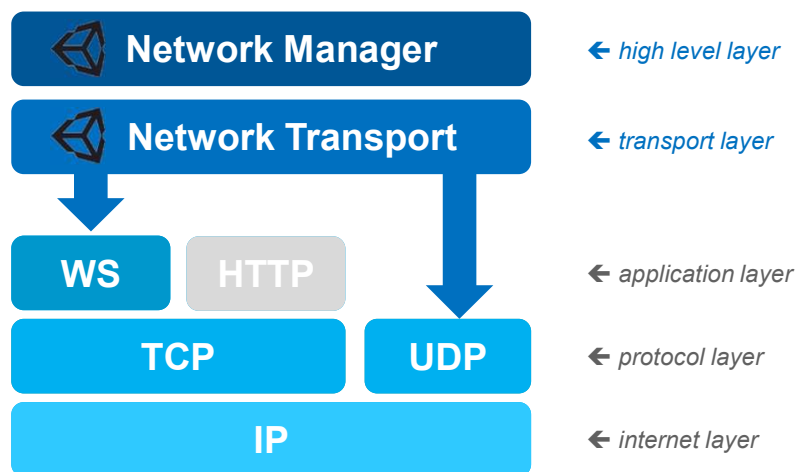 Network Manager
← high level layer
Network Transport
← transport layer
WS
HTTP
← application layer
TCP
UDP
← protocol layer
IP
← internet layer